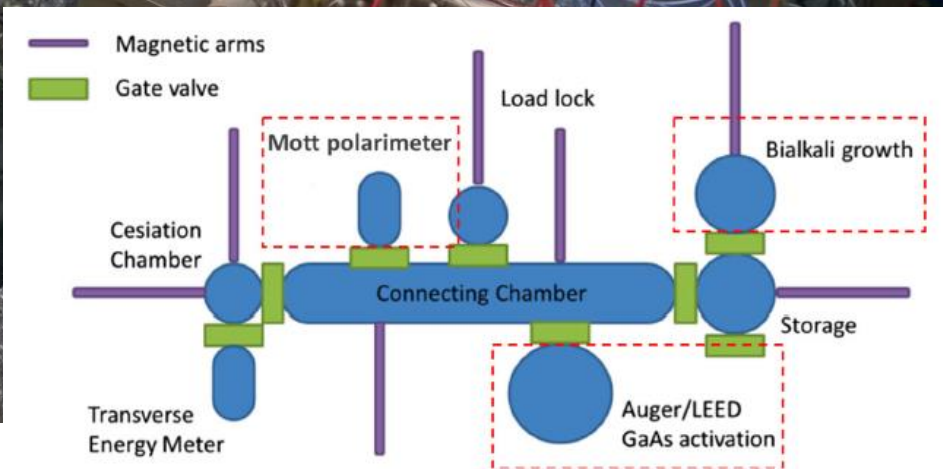 Magnetic arms
Gate valve
Load lock
Mott polarimeter
Bialkali growth
Cesiation
Chamber
Connecting Chamber
Storage
Transverse
Energy Meter
Auger/LEED
GaAs activation